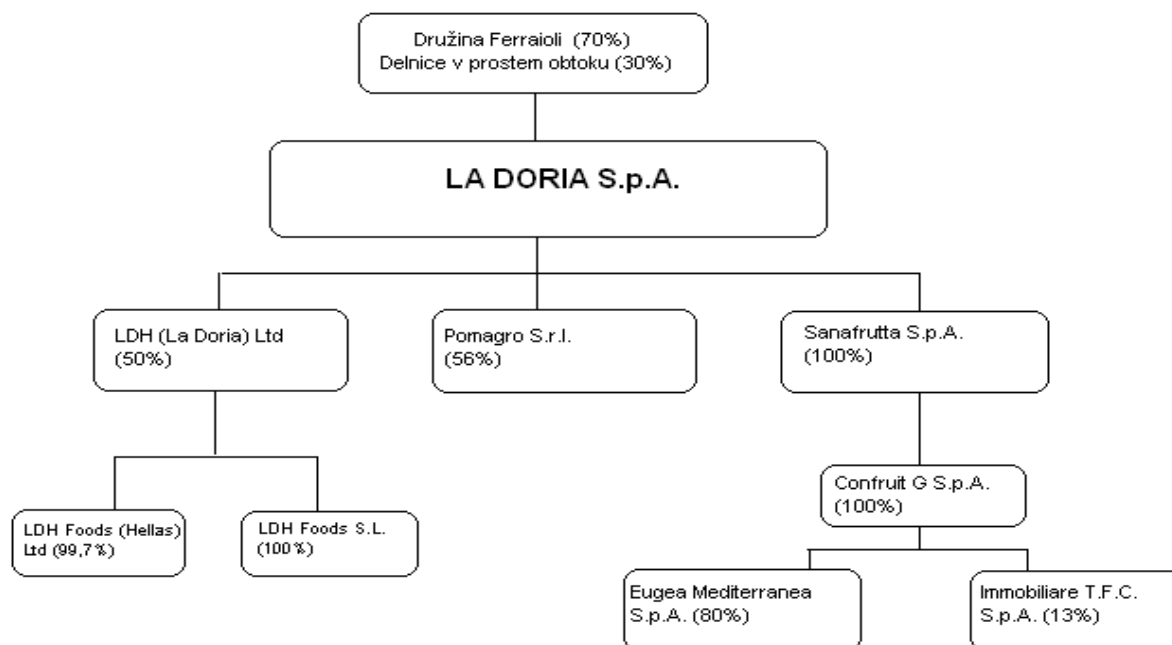 Družina Ferraioli (70%)
Delnice v prostem obtoku (30%)
LA DORIA S.p.A.
LDH (La Doria) Ltd
(50%)
Pomagro S.r.l.
(56%)
Sanafrutta S.p.A.
(100%)
Confruit G S.p.A.
(100%)
LDH Foods (Hellas)
Ltd (99,7%)
LDH Foods S.L.
(100%)
Eugea Mediterranea
S.p.A. (80%)
Immobiliare T.F.C.
S.p.A. (13%)